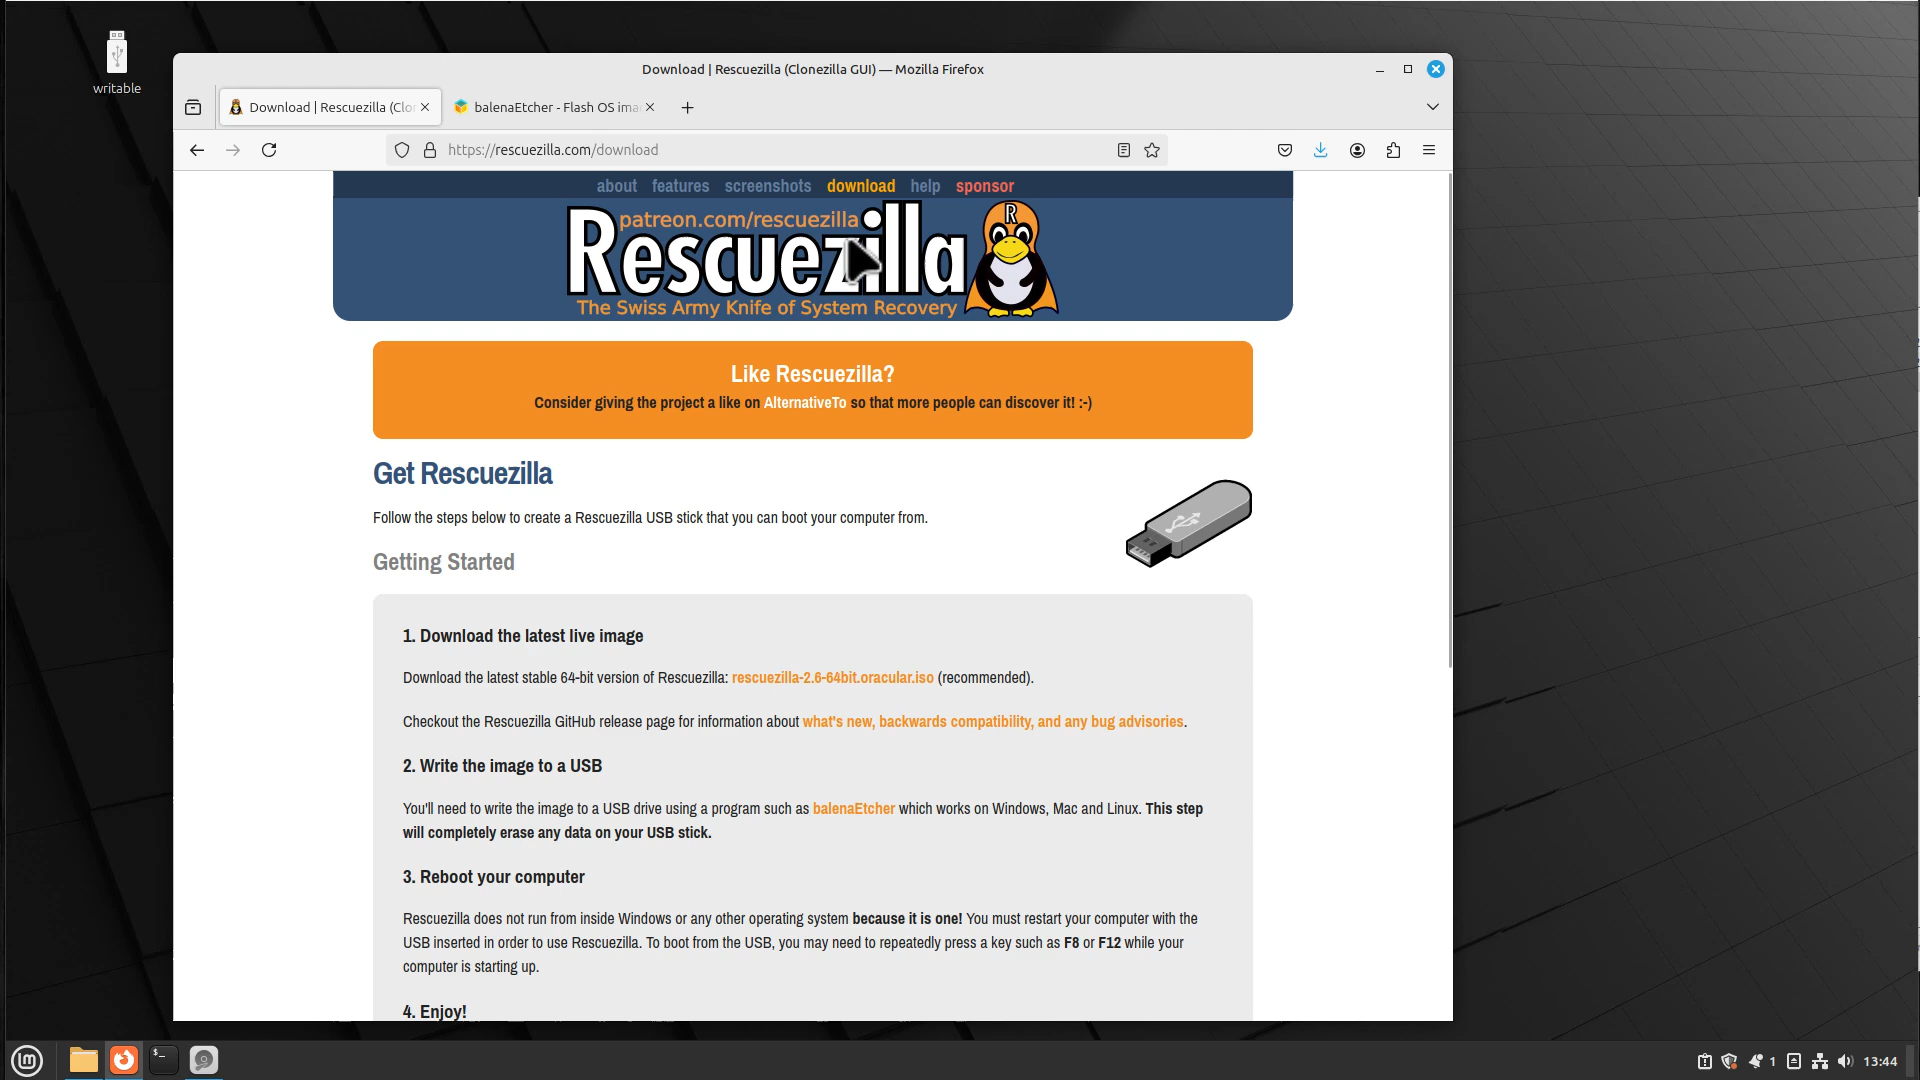 writable
Download | Rescuezilla (Clonezilla GUI) — Mozilla Firefox
Download | Rescuezilla (Clo
balenaEtcher - Flash OS ima
https://rescuezilla.com/download
about features screenshots download help sponsor
patreon.com/rescuezilla
Rescuezilla
R
The Swiss Army Knife of System Recovery
Like Rescuezilla?
Consider giving the project a like on AlternativeTo so that more people can discover it! :-)
Get Rescuezilla
Follow the steps below to create a Rescuezilla USB stick that you can boot your computer from.
Getting Started
1. Download the latest live image
Download the latest stable 64-bit version of Rescuezilla: rescuezilla-2.6-64bit.oracular.iso (recommended).
Checkout the Rescuezilla GitHub release page for information about what's new, backwards compatibility, and any bug advisories.
2. Write the image to a USB
You'll need to write the image to a USB drive using a program such as balenaEtcher which works on Windows, Mac and Linux. This step
will completely erase any data on your USB stick.
3. Reboot your computer
Rescuezilla does not run from inside Windows or any other operating system because it is one! You must restart your computer with the
USB inserted in order to use Rescuezilla. To boot from the USB, you may need to repeatedly press a key such as F8 or F12 while your
computer is starting up.
4. Enjoy!
1
13:44